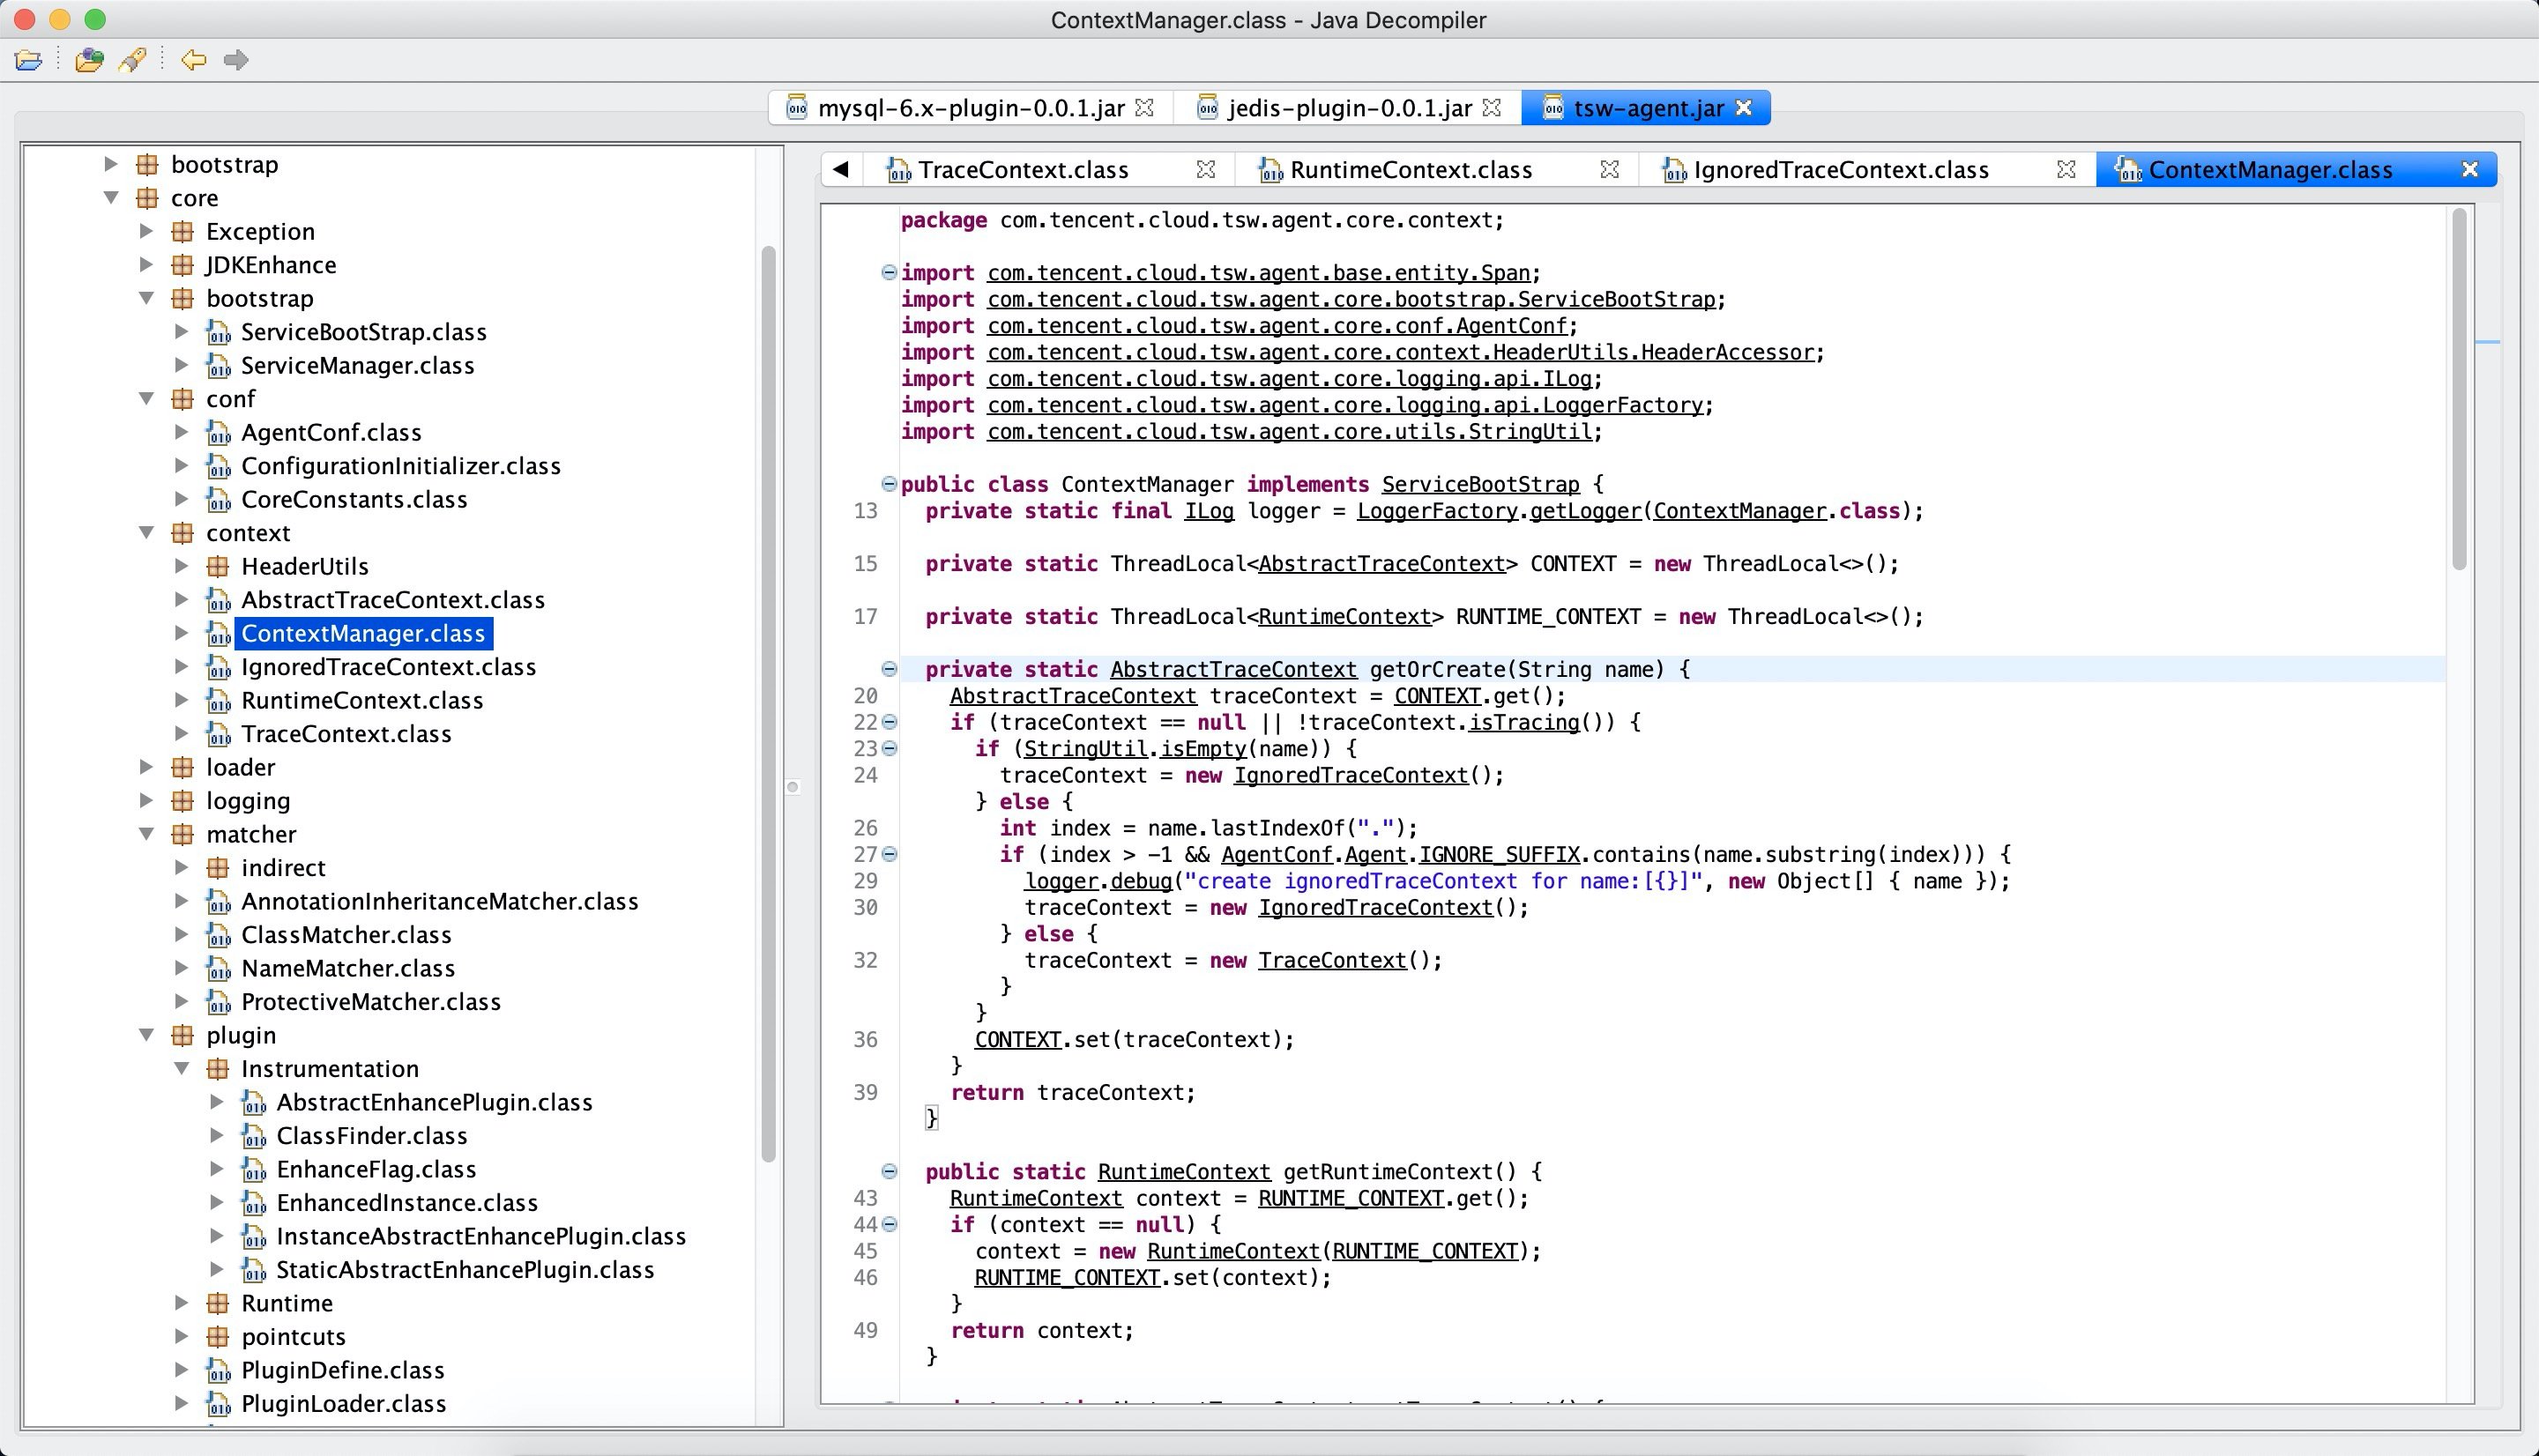 ContextManager.class - Java Decompiler
mysql-6.x-plugin-0.0.1.jar
jedis-plugin-0.0.1.jar
tsw-agent.jar
bootstrap
core
Exception
JDKEnhance
bootstrap
ServiceBootStrap.class
ServiceManager.class
conf
AgentConf.class
ConfigurationInitializer.class
CoreConstants.class
context
HeaderUtils
AbstractTraceContext.class
ContextManager.class
IgnoredTraceContext.class
RuntimeContext.class
TraceContext.class
loader
logging
matcher
indirect
AnnotationInheritanceMatcher.class
ClassMatcher.class
NameMatcher.class
ProtectiveMatcher.class
plugin
Instrumentation
AbstractEnhancePlugin.class
ClassFinder.class
EnhanceFlag.class
EnhancedInstance.class
InstanceAbstractEnhancePlugin.class
StaticAbstractEnhancePlugin.class
Runtime
pointcuts
PluginDefine.class
PluginLoader.class
TraceContext.class
RuntimeContext.class
IgnoredTraceContext.class
ContextManager.class
package com.tencent.cloud.tsw.agent.core.context;
import com.tencent.cloud.tsw.agent.base.entity.Span;
import com.tencent.cloud.tsw.agent.core.bootstrap.ServiceBootStrap;
import com.tencent.cloud.tsw.agent.core.conf.AgentConf;
import com.tencent.cloud.tsw.agent.core.context.HeaderUtils.HeaderAccessor;
import com.tencent.cloud.tsw.agent.core.logging.api.ILog;
import com.tencent.cloud.tsw.agent.core.logging.api.LoggerFactory;
import com.tencent.cloud.tsw.agent.core.utils.StringUtil;
public class ContextManager implements ServiceBootStrap {
13 private static final ILog logger = LoggerFactory.getLogger(ContextManager.class);
15 private static ThreadLocal<AbstractTraceContext> CONTEXT = new ThreadLocal<>();
17 private static ThreadLocal<RuntimeContext> RUNTIME_CONTEXT = new ThreadLocal<>();
private static AbstractTraceContext getOrCreate(String name) {
20 AbstractTraceContext traceContext = CONTEXT.get();
22 if (traceContext == null || !traceContext.isTracing()) {
23 if (StringUtil.isEmpty(name)) {
24 traceContext = new IgnoredTraceContext();
} else {
26 int index = name.lastIndexOf(".");
27 if (index > -1 && AgentConf.Agent.IGNORE_SUFFIX.contains(name.substring(index))) {
29 logger.debug("create ignoredTraceContext for name:[{}]", new Object[] { name });
30 traceContext = new IgnoredTraceContext();
} else {
32 traceContext = new TraceContext();
}
}
36 CONTEXT.set(traceContext);
}
39 return traceContext;
}
public static RuntimeContext getRuntimeContext() {
43 RuntimeContext context = RUNTIME_CONTEXT.get();
44 if (context == null) {
45 context = new RuntimeContext(RUNTIME_CONTEXT);
46 RUNTIME_CONTEXT.set(context);
}
49 return context;
}